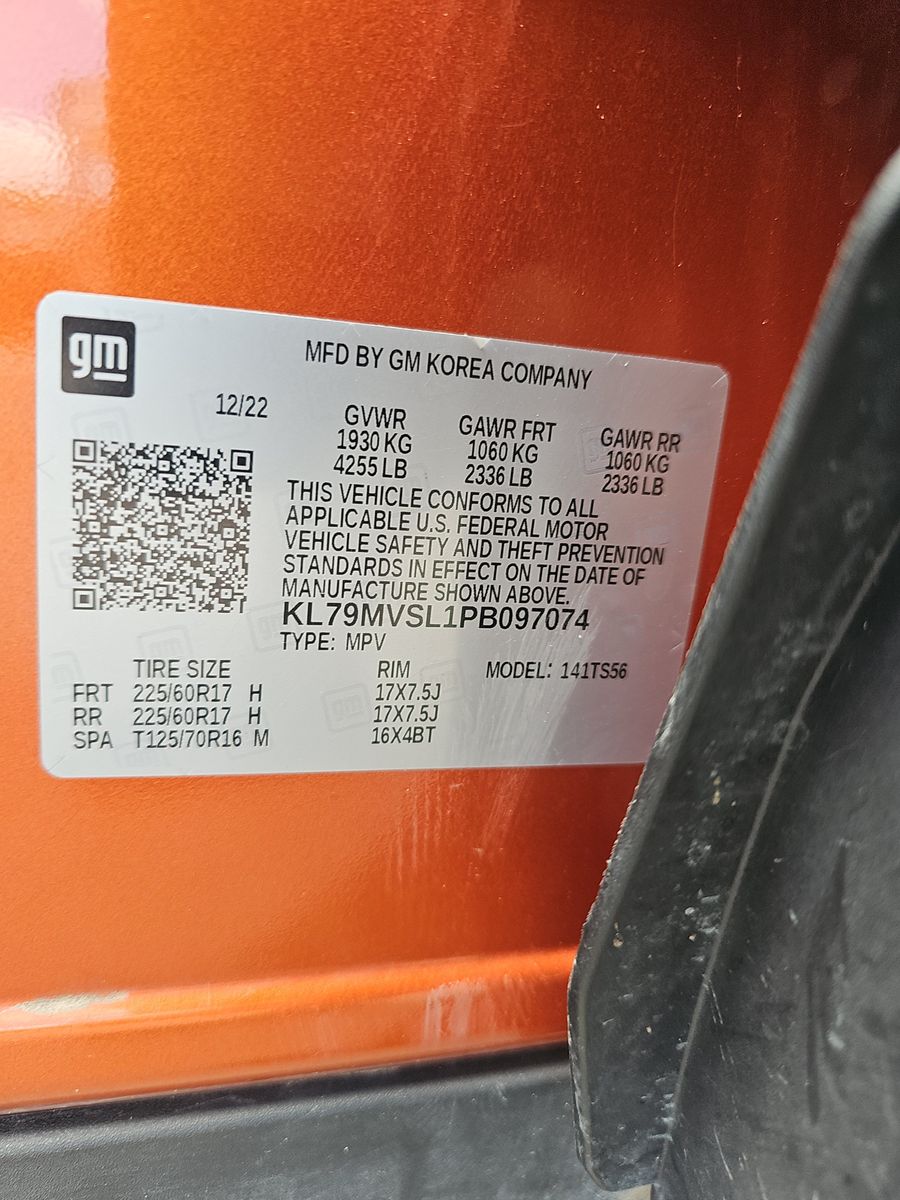 gm
MFD BY GM KOREA COMPANY
12/22
GVWR GAWR FRT GAWR RR
1930 KG 1060 KG 1060 KG
4255 LB 2336 LB 2336 LB
THIS VEHICLE CONFORMS TO ALL
APPLICABLE U.S. FEDERAL MOTOR
VEHICLE SAFETY AND THEFT PREVENTION
STANDARDS IN EFFECT ON THE DATE OF
MANUFACTURE SHOWN ABOVE.
KL79MVSL1PB097074
TYPE: MPV
TIRE SIZE RIM MODEL: 141TS56
FRT 225/60R17 H 17X7.5J
RR 225/60R17 H 17X7.5J
SPA T125/70R16 M 16X4BT